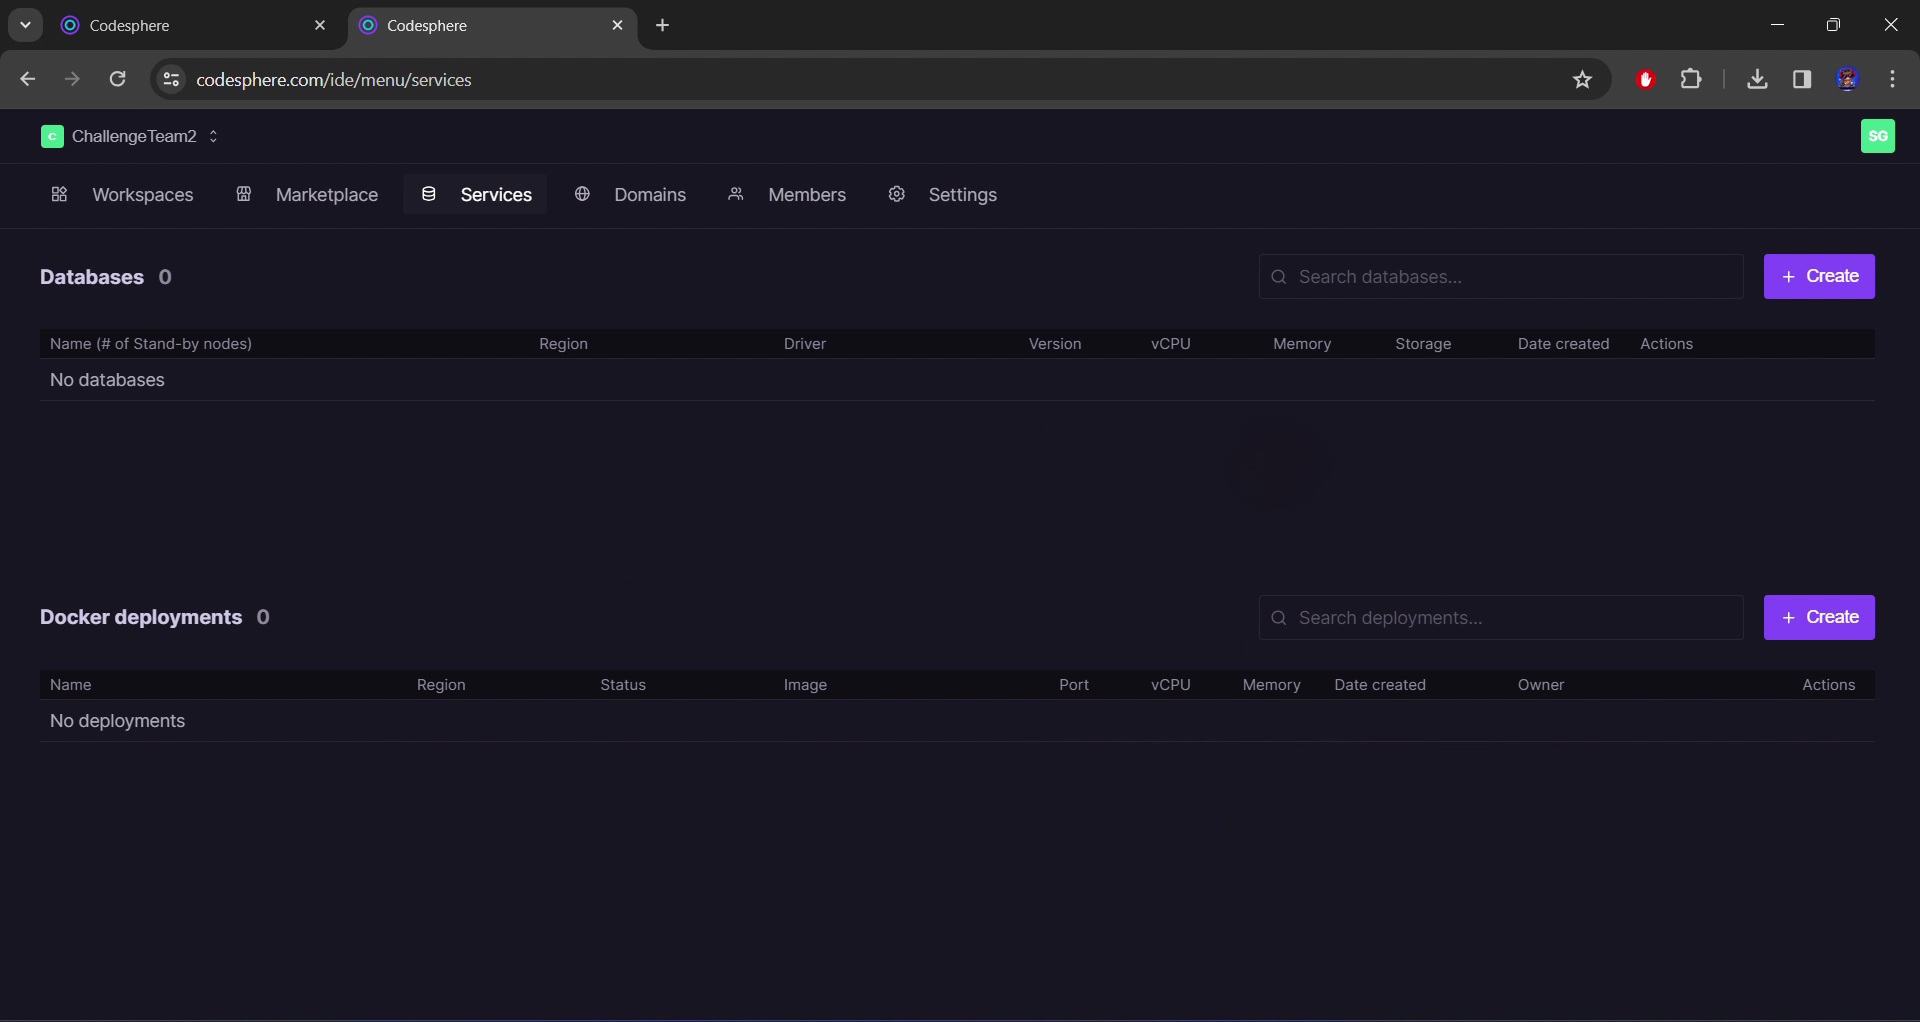 Codesphere
Codesphere
codesphere.com/ide/menu/services
C ChallengeTeam2
SG
Workspaces Marketplace Services Domains Members Settings
Databases 0
Search databases...
+ Create
Name (# of Stand-by nodes) Region Driver Version vCPU Memory Storage Date created Actions
No databases
Docker deployments 0
Search deployments...
+ Create
Name Region Status Image Port vCPU Memory Date created Owner Actions
No deployments